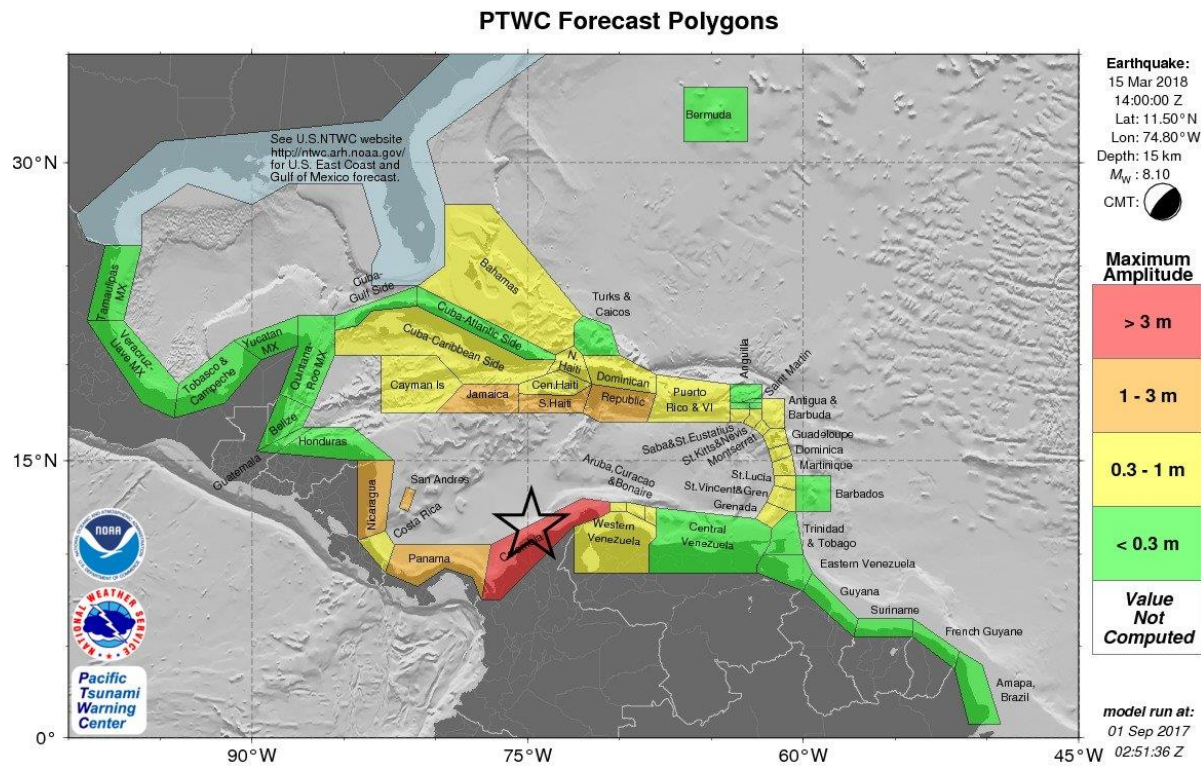 PTWC Forecast Polygons
See U.S.NTWC website
http://ntwc.arh.noaa.gov/
for U.S. East Coast and
Gulf of Mexico forecast.
Bermuda
30°N
15°N
0°
90°W
75°W
60°W
45°W
Tamaulipas
MX
Veracruz-
Llave MX
Tobasco &
Campeche
Yucatan
MX
Quintana-
Roo MX
Belize
Honduras
Guatemala
Nicaragua
San Andres
Costa Rica
Panama
Cuba-
Gulf Side
Cuba-Atlantic Side
Cuba-Caribbean Side
Bahamas
Turks &
Caicos
Cayman Is
Jamaica
N.
Haiti
Cen.Haiti
S.Haiti
Dominican
Republic
Puerto
Rico & VI
Anguilla
Saint Martin
Antigua &
Barbuda
Saba&St.Eustatius
St.Kitts&Nevis
Montserrat
Guadeloupe
Dominica
Martinique
St.Lucia
St.Vincent&Gren
Barbados
Grenada
Aruba,Curacao
&Bonaire
Western
Venezuela
Central
Venezuela
Trinidad
& Tobago
Eastern Venezuela
Guyana
Suriname
French Guyane
Amapa,
Brazil
NOAA
NATIONAL WEATHER SERVICE
Pacific
Tsunami
Warning
Center
Earthquake:
15 Mar 2018
14:00:00 Z
Lat: 11.50°N
Lon: 74.80°W
Depth: 15 km
MW : 8.10
CMT:
Maximum
Amplitude
> 3 m
1 - 3 m
0.3 - 1 m
< 0.3 m
Value
Not
Computed
model run at:
01 Sep 2017
02:51:36 Z